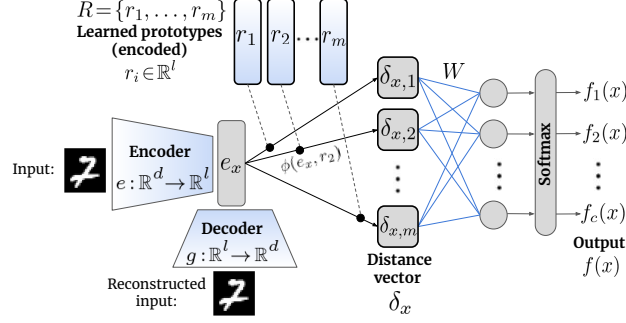 R = {r_1, ..., r_m}
Learned prototypes
(encoded)
r_i ∈ ℝ^l
r_1
r_2
...
r_m
Input:
Encoder
e : ℝ^d → ℝ^l
e_x
ϕ(e_x, r_2)
Decoder
g : ℝ^l → ℝ^d
Reconstructed
input:
δ_{x,1}
δ_{x,2}
⋮
δ_{x,m}
Distance
vector
δ_x
W
⋮
Softmax
f_1(x)
f_2(x)
⋮
f_c(x)
Output
f(x)